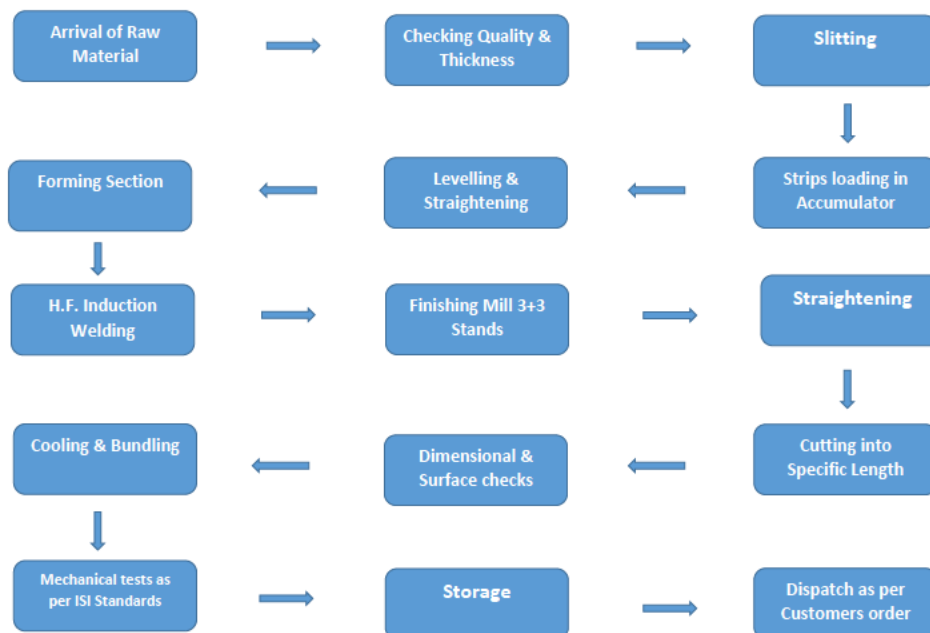 Arrival of Raw
Material
Checking Quality &
Thickness
Slitting
Strips loading in
Accumulator
Levelling &
Straightening
Forming Section
H.F. Induction
Welding
Finishing Mill 3+3
Stands
Straightening
Cutting into
Specific Length
Dimensional &
Surface checks
Cooling & Bundling
Mechanical tests as
per ISI Standards
Storage
Dispatch as per
Customers order